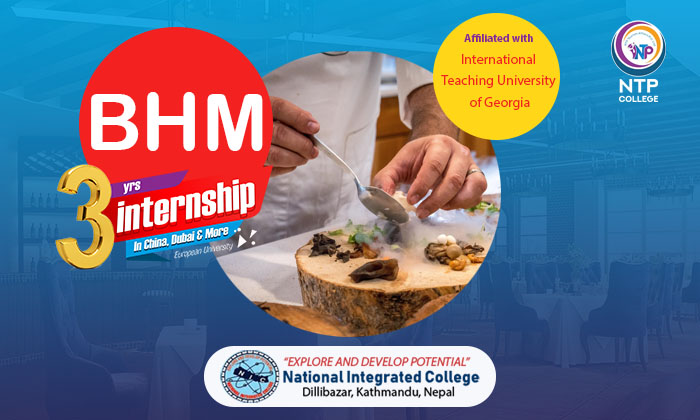 BHM
3 yrs
internship
In China, Dubai & More
European University
Affiliated with
International
Teaching University
of Georgia
NTP
NTP
COLLEGE
"EXPLORE AND DEVELOP POTENTIAL"
N I C
National Integrated College
Dillibazar, Kathmandu, Nepal